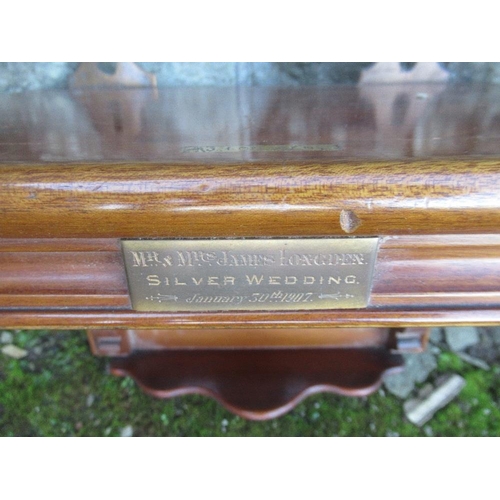 Mr. & Mrs. James Longden.
Silver Wedding.
January 30th 1907.